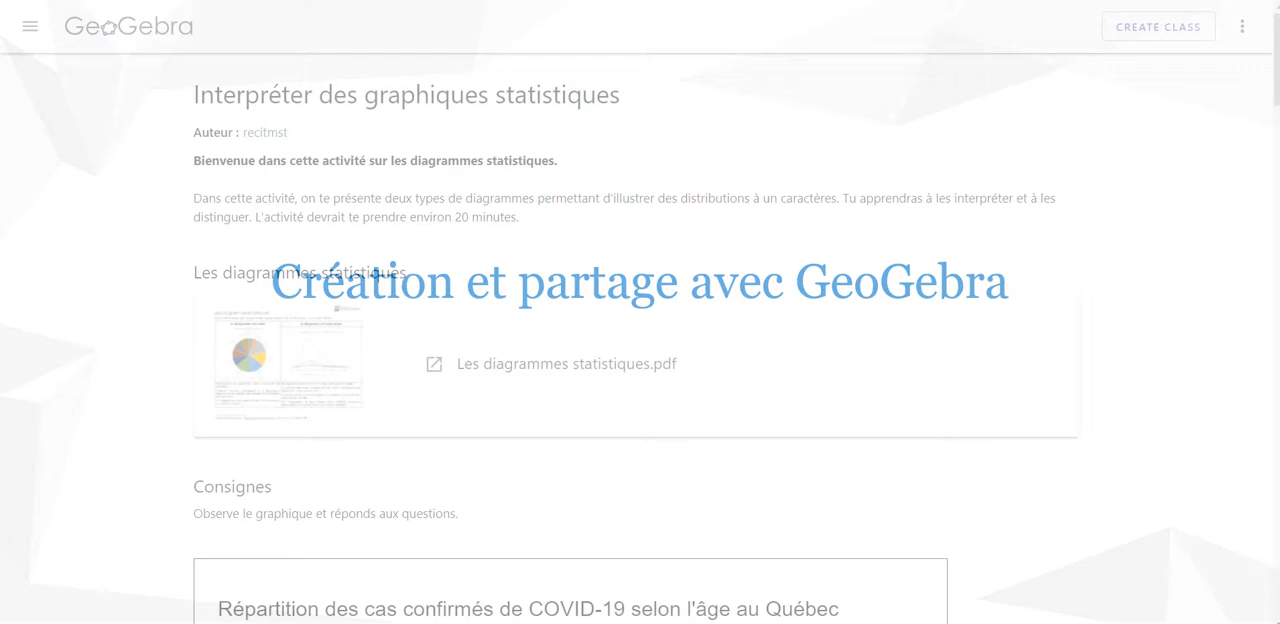 GeoGebra
CREATE CLASS
Interpréter des graphiques statistiques
Auteur : recitmst
Bienvenue dans cette activité sur les diagrammes statistiques.
Dans cette activité, on te présente deux types de diagrammes permettant d'illustrer des distributions à un caractères. Tu apprendras à les interpréter et à les
distinguer. L'activité devrait te prendre environ 20 minutes.
Les diagrammes statistiques
Création et partage avec GeoGebra
Les diagrammes statistiques.pdf
Consignes
Observe le graphique et réponds aux questions.
Répartition des cas confirmés de COVID-19 selon l'âge au Québec